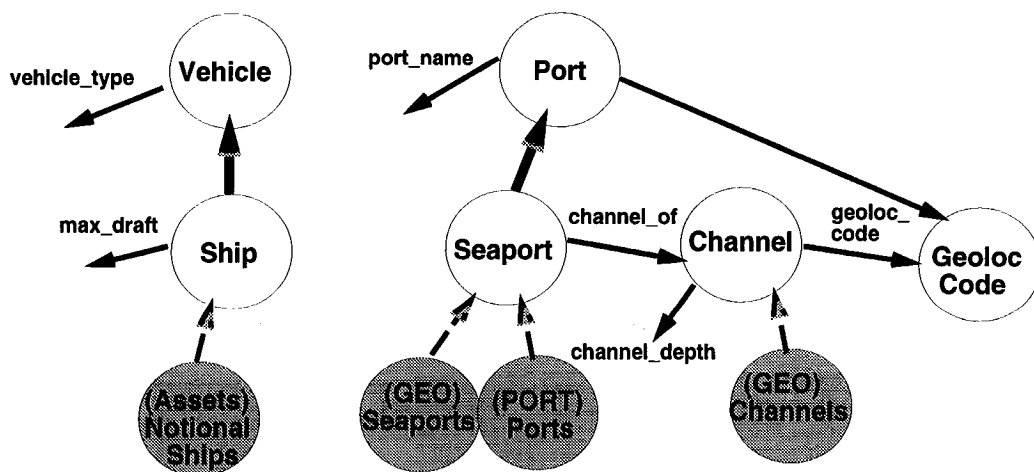 vehicle_type
Vehicle
port_name
Port
max_draft
Ship
Seaport
channel_of
Channel
geoloc_
code
Geoloc
Code
channel_depth
(Assets)
Notional
Ships
(GEO)
Seaports
(PORT)
Ports
(GEO)
Channels